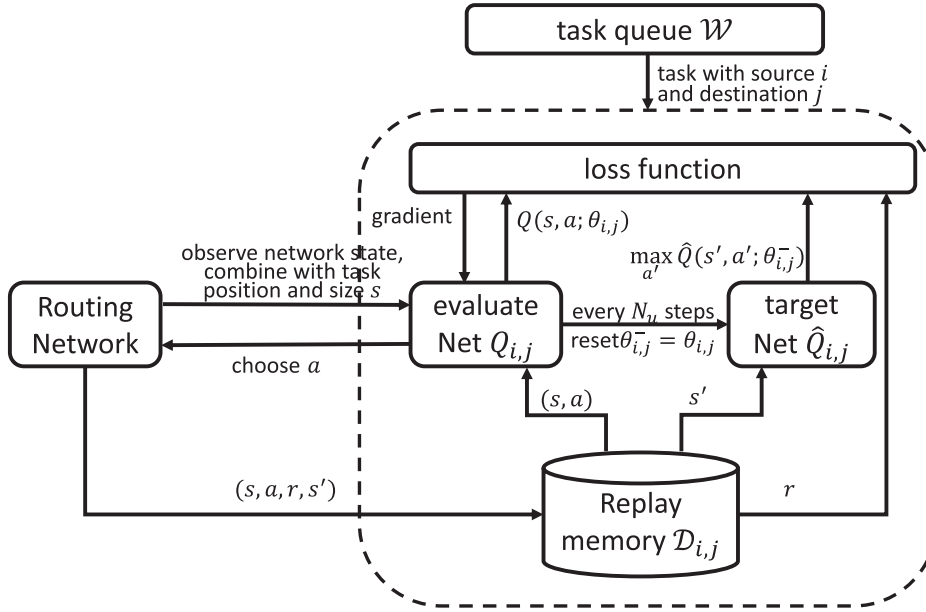 task queue 𝒲
task with source i
and destination j
loss function
gradient
Q(s, a; θ_{i,j})
max_{a′} Q̂(s′, a′; θ⁻_{i,j})
observe network state,
combine with task
position and size s
Routing
Network
evaluate
Net Q_{i,j}
every N_u steps
resetθ⁻_{i,j} = θ_{i,j}
target
Net Q̂_{i,j}
choose a
(s, a)
s′
(s, a, r, s′)
Replay
memory 𝒟_{i,j}
r